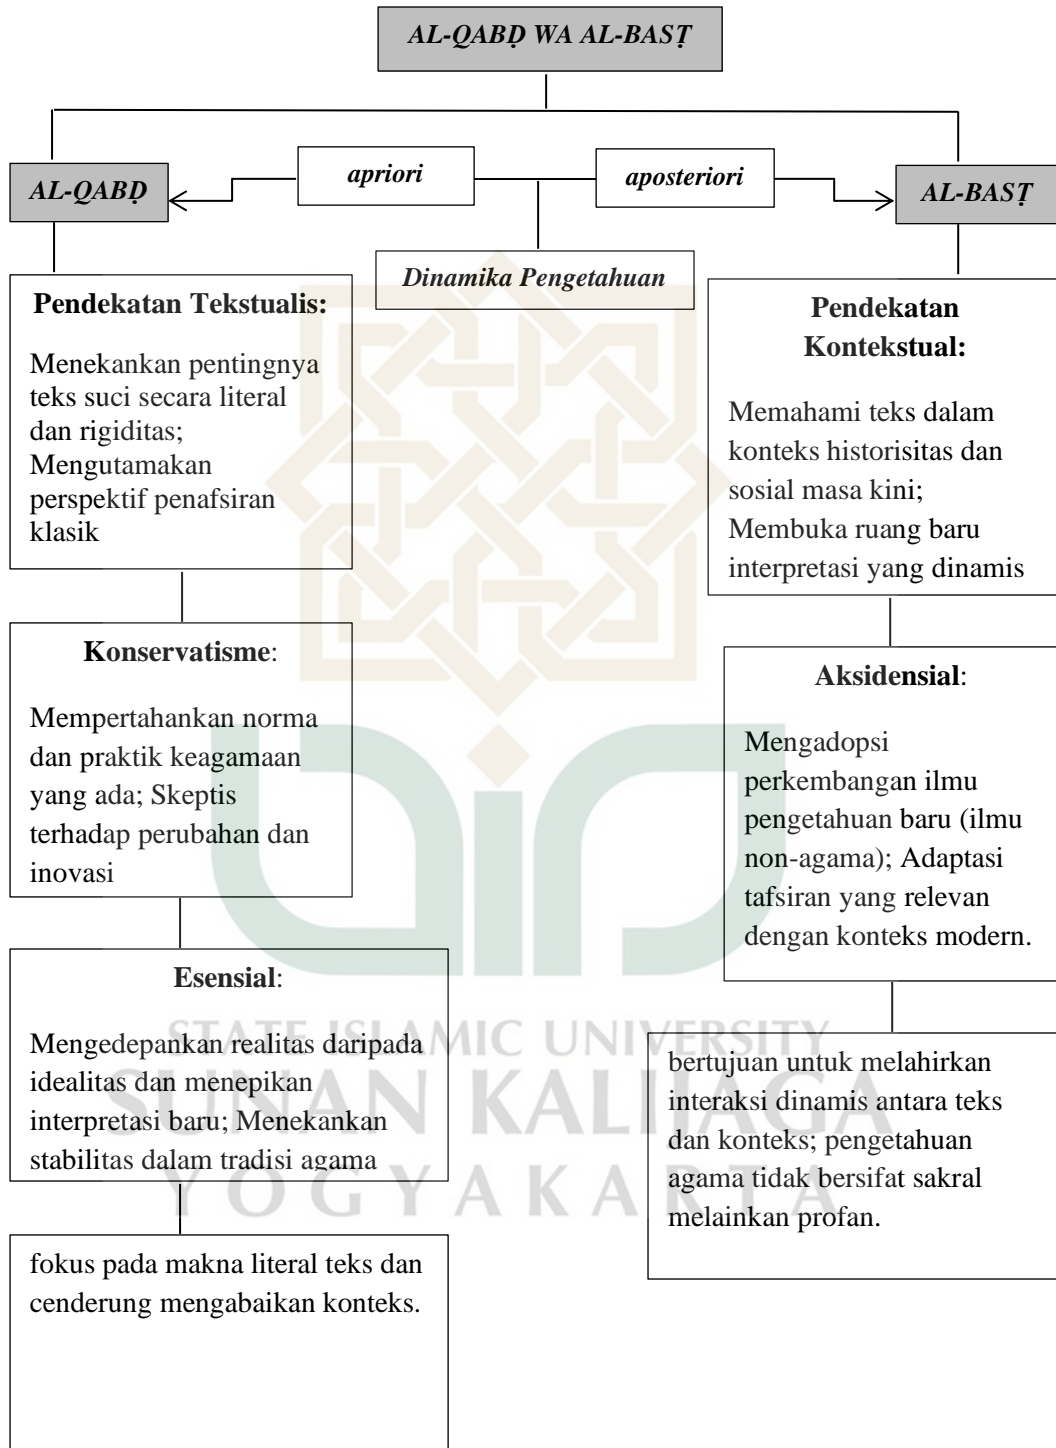 AL-QABḌ WA AL-BASṬ
AL-QABḌ
apriori
aposteriori
AL-BASṬ
Dinamika Pengetahuan
Pendekatan Tekstualis:
Menekankan pentingnya
teks suci secara literal
dan rigiditas;
Mengutamakan
perspektif penafsiran
klasik
Konservatisme:
Mempertahankan norma
dan praktik keagamaan
yang ada; Skeptis
terhadap perubahan dan
inovasi
Esensial:
Mengedepankan realitas daripada
idealitas dan menepikan
interpretasi baru; Menekankan
stabilitas dalam tradisi agama
fokus pada makna literal teks dan
cenderung mengabaikan konteks.
Pendekatan
Kontekstual:
Memahami teks dalam
konteks historisitas dan
sosial masa kini;
Membuka ruang baru
interpretasi yang dinamis
Aksidensial:
Mengadopsi
perkembangan ilmu
pengetahuan baru (ilmu
non-agama); Adaptasi
tafsiran yang relevan
dengan konteks modern.
bertujuan untuk melahirkan
interaksi dinamis antara teks
dan konteks; pengetahuan
agama tidak bersifat sakral
melainkan profan.
STATE ISLAMIC UNIVERSITY
SUNAN KALIJAGA
YOGYAKARTA